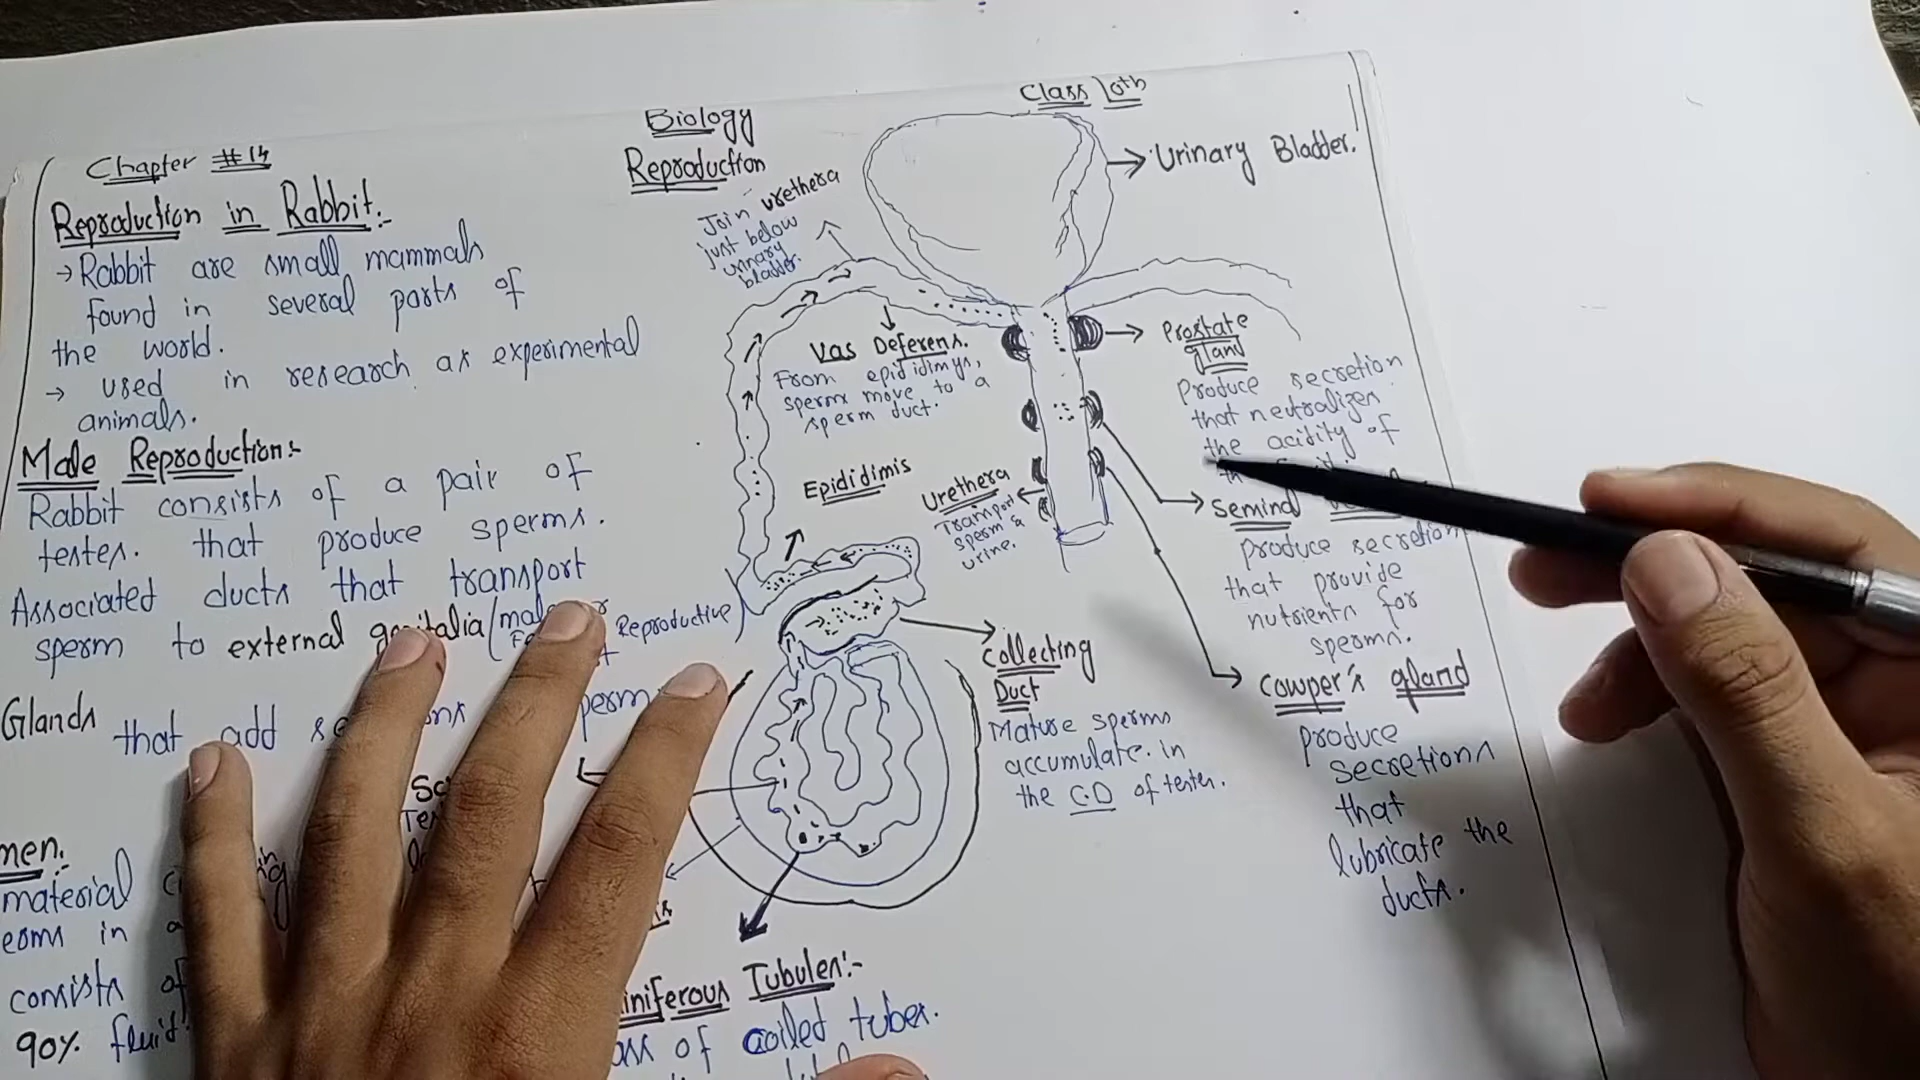 Class 10th
Biology
Reproduction
Chapter #14
Reproduction in Rabbit:-
→ Rabbit are small mammals
found in several parts of
the world.
→ used in research as experimental
animals.
Male Reproduction:-
Rabbit consists of a pair of
testes. that produce sperms.
Associated ducts that transport
sperm to external genitalia (male
Reproductive)
Glands that add
material
in a
consists of
90% fluid
Join urethera
just below
urinary
bladder.
Urinary Bladder.
Vas Deferens.
From epididimys,
sperms move to a
sperm duct.
Prostate
gland
Produce secretion
that neutralizes
the acidity of
Epididimis
Urethera
Transport
sperm &
urine.
produce secretion
that provide
nutrients for
sperms.
Collecting
Duct
Mature sperms
accumulate in
the C.D of testes.
Cowper's gland
produce
secretions
that
lubricate the
ducts.
Tubules:-
of coiled tubes.